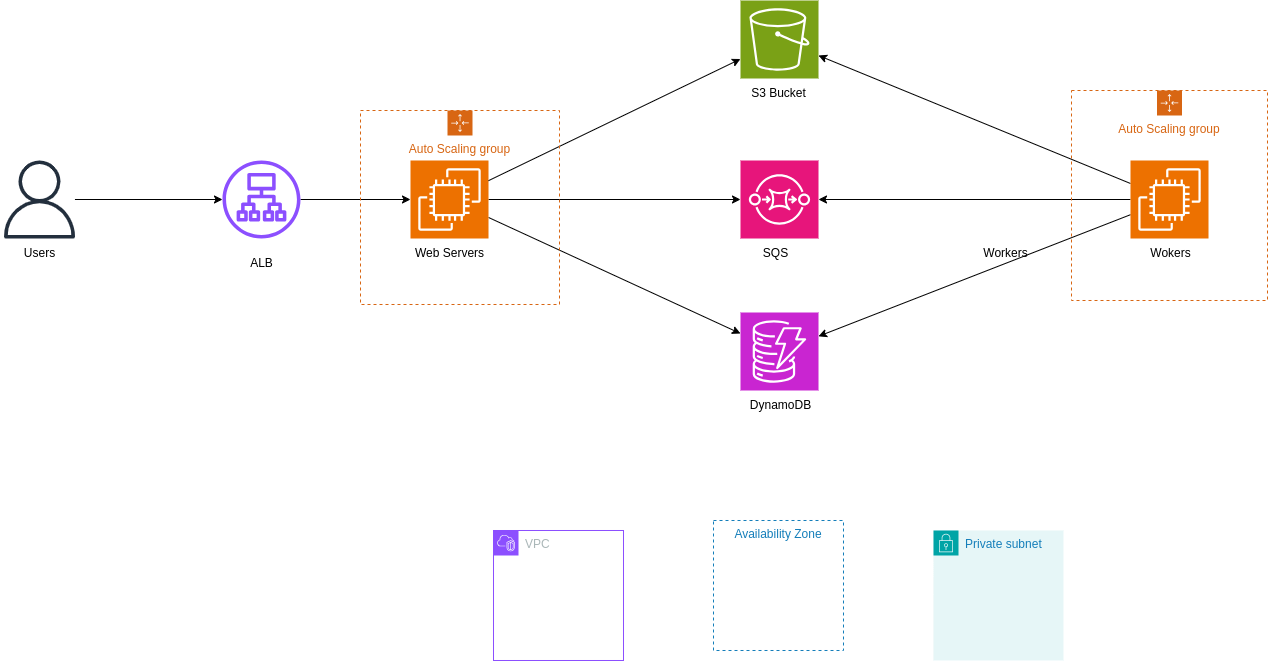 S3 Bucket
Auto Scaling group
Auto Scaling group
Users
ALB
Web Servers
SQS
Workers
Wokers
DynamoDB
VPC
Availability Zone
Private subnet